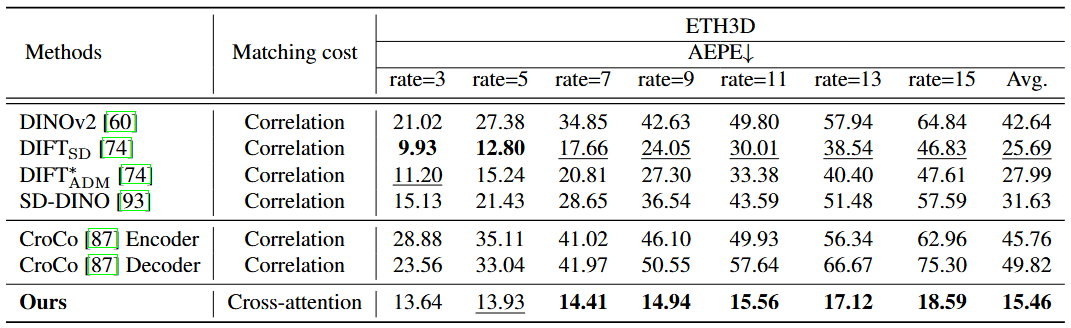 ETH3D
Methods Matching cost AEPE↓
rate=3 rate=5 rate=7 rate=9 rate=11 rate=13 rate=15 Avg.
DINOv2 [60] Correlation 21.02 27.38 34.85 42.63 49.80 57.94 64.84 42.64
DIFTSD [74] Correlation 9.93 12.80 17.66 24.05 30.01 38.54 46.83 25.69
DIFT*ADM [74] Correlation 11.20 15.24 20.81 27.30 33.38 40.40 47.61 27.99
SD-DINO [93] Correlation 15.13 21.43 28.65 36.54 43.59 51.48 57.59 31.63
CroCo [87] Encoder Correlation 28.88 35.11 41.02 46.10 49.93 56.34 62.96 45.76
CroCo [87] Decoder Correlation 23.56 33.04 41.97 50.55 57.64 66.67 75.30 49.82
Ours Cross-attention 13.64 13.93 14.41 14.94 15.56 17.12 18.59 15.46